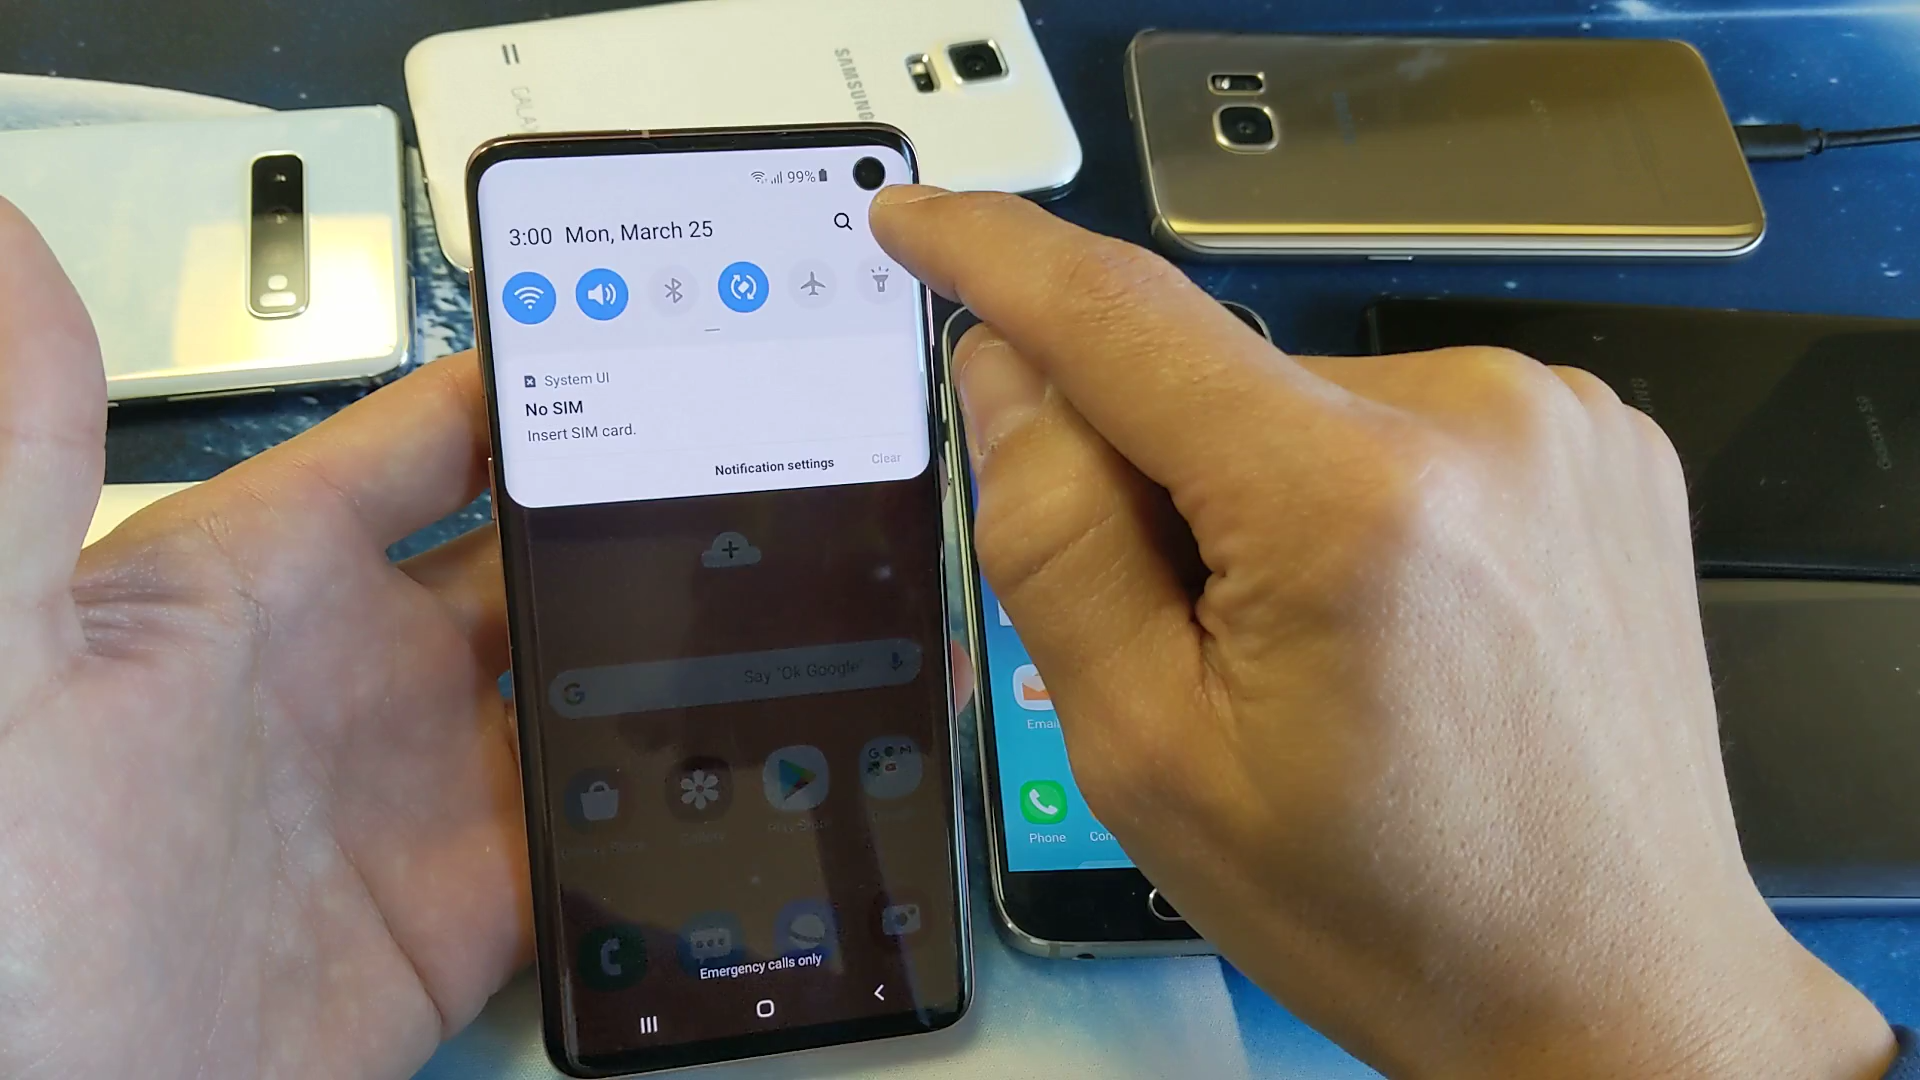 SAMSUNG
99%
3:00 Mon, March 25
System UI
No SIM
Insert SIM card.
Notification settings Clear
Say "Ok Google"
Emergency calls only
Email
Phone